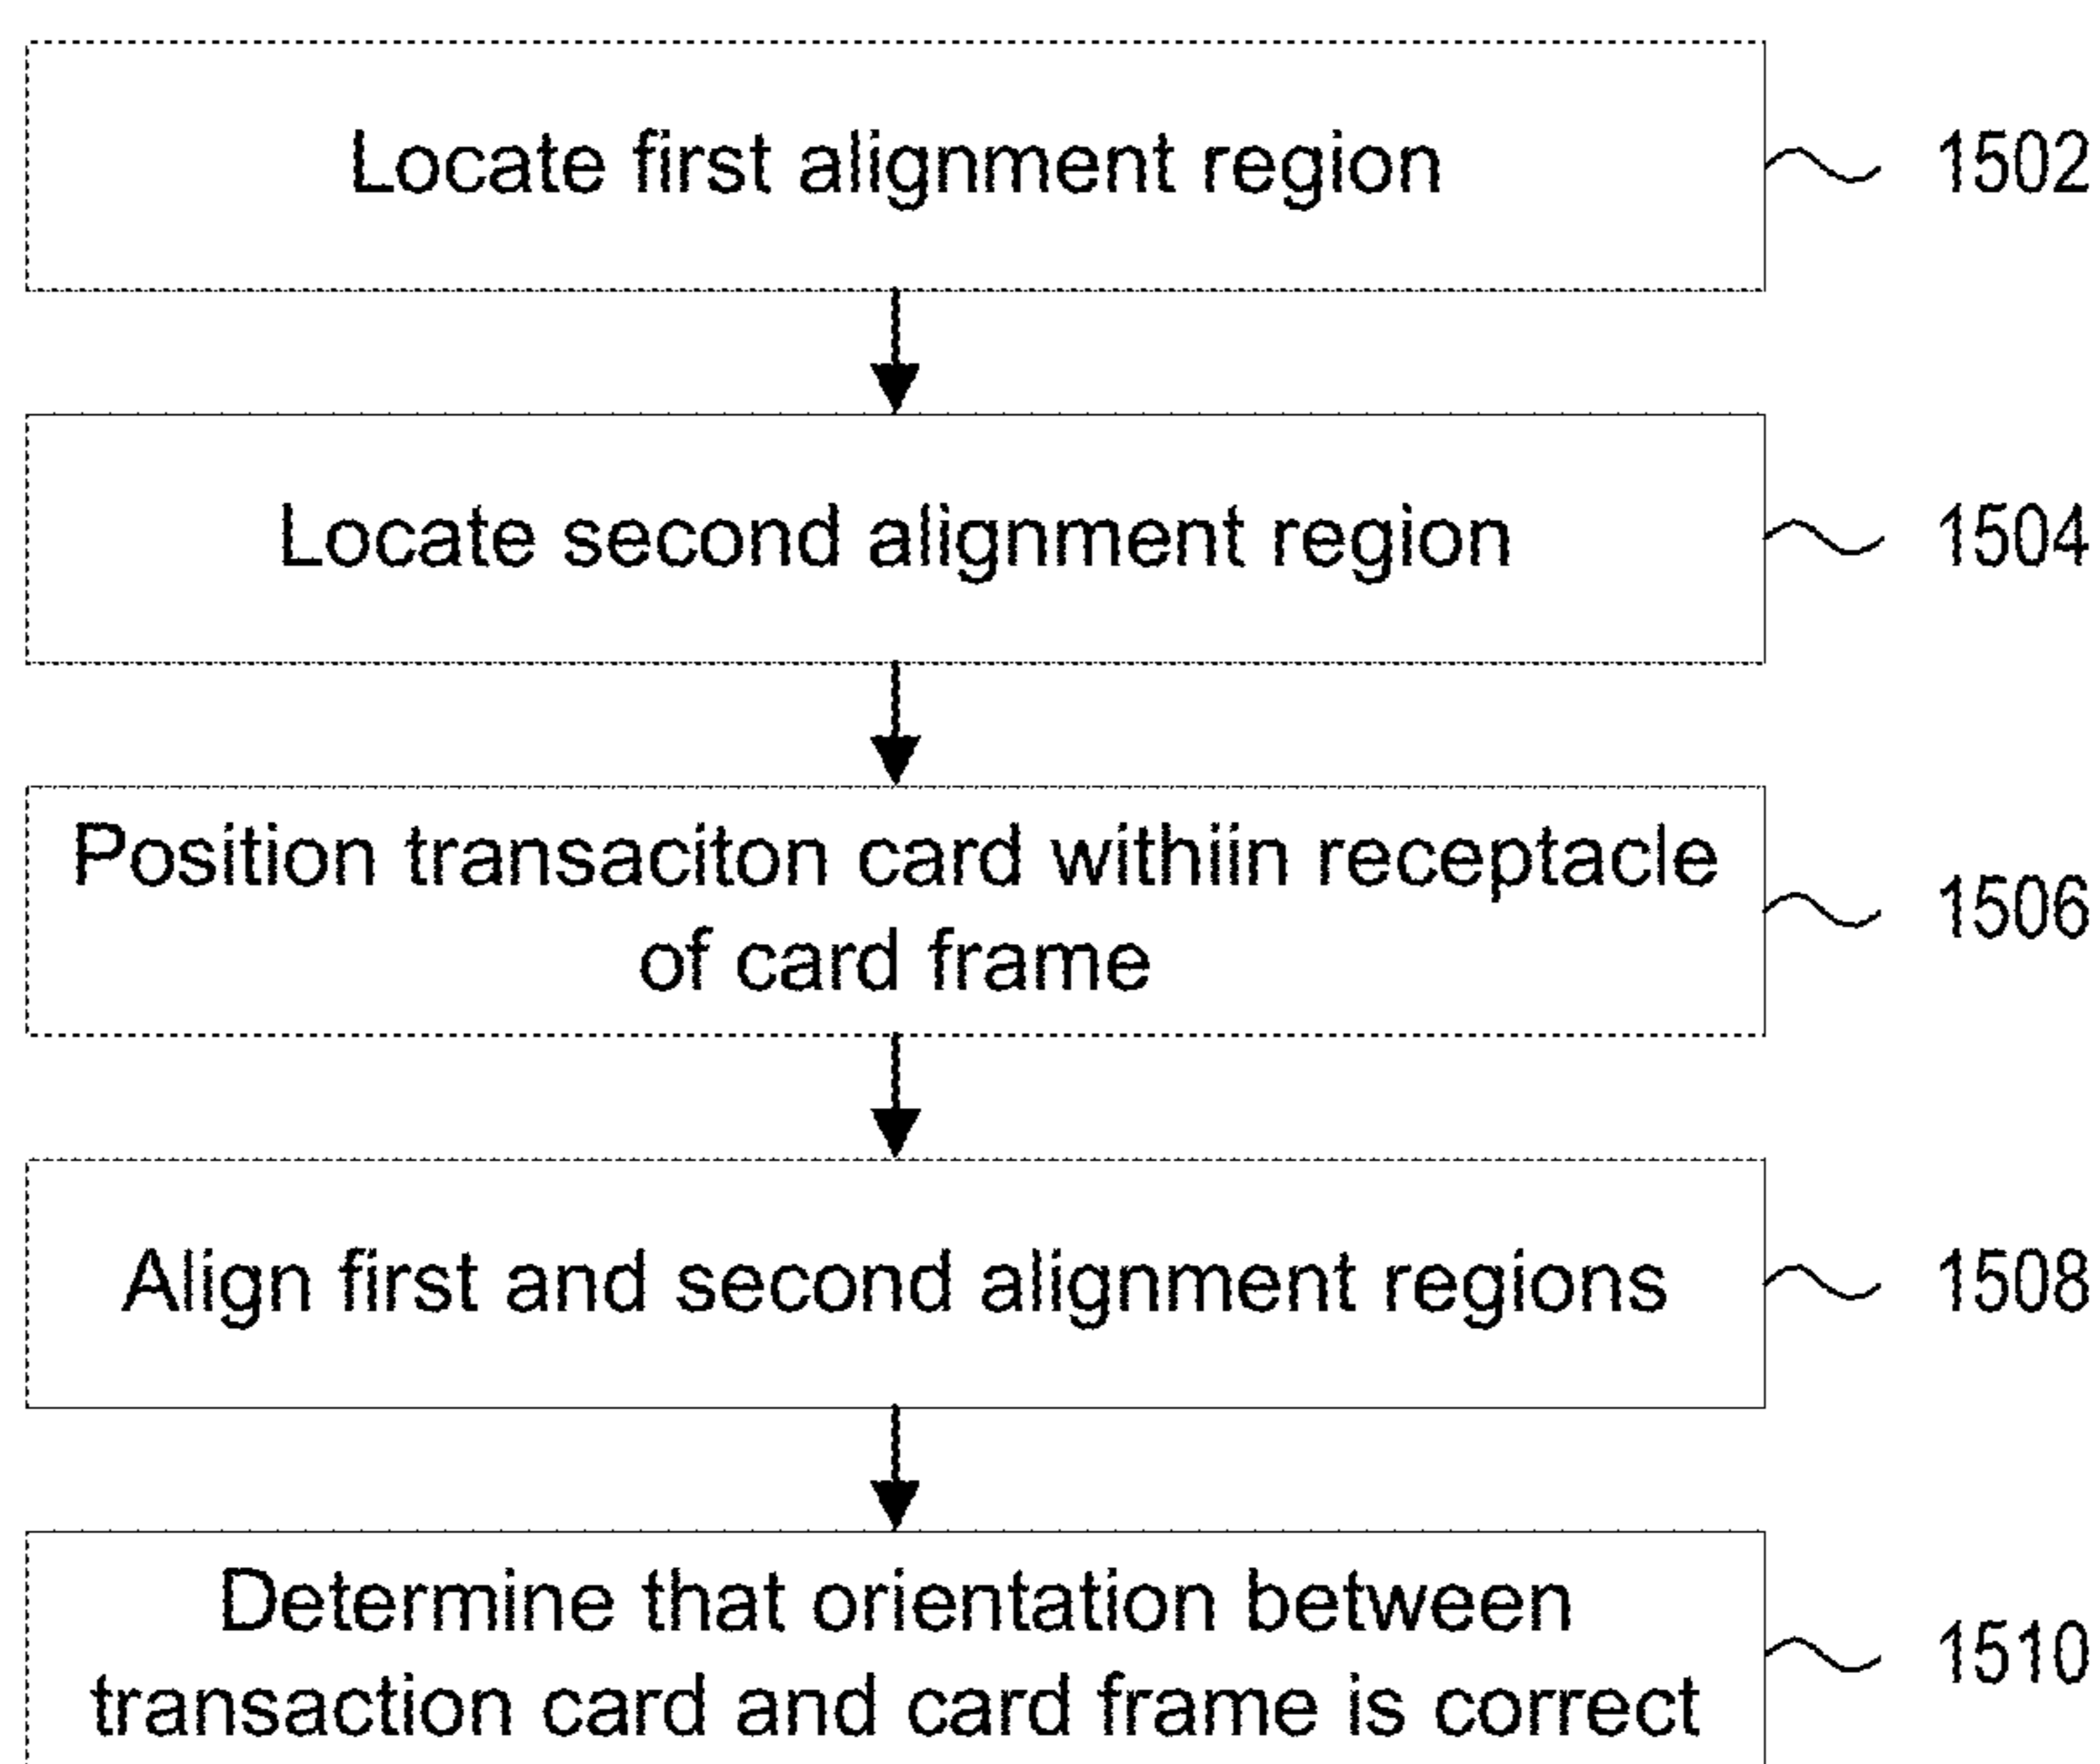 Locate first alignment region
1502
Locate second alignment region
1504
Position transaciton card withiin receptacle
of card frame
1506
Align first and second alignment regions
1508
Determine that orientation between
transaction card and card frame is correct
1510